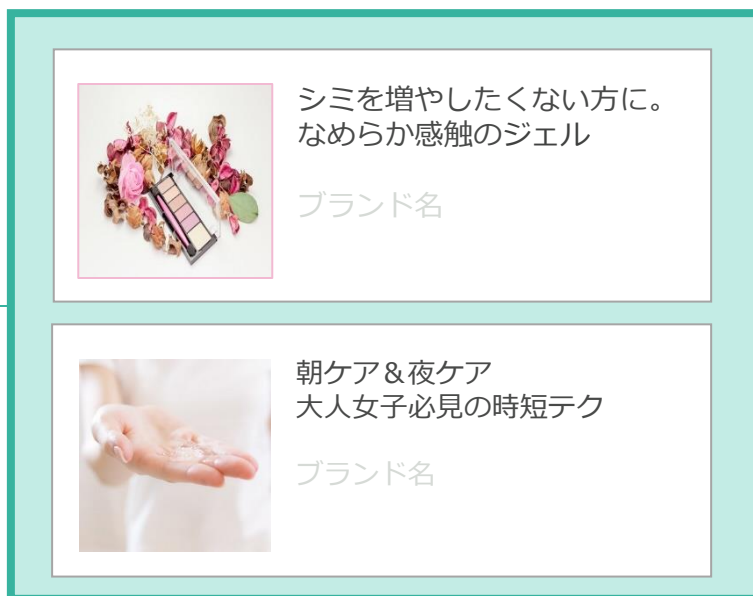 シミを増やしたくない方に。
なめらか感触のジェル
ブランド名
朝ケア＆夜ケア
大人女子必見の時短テク
ブランド名